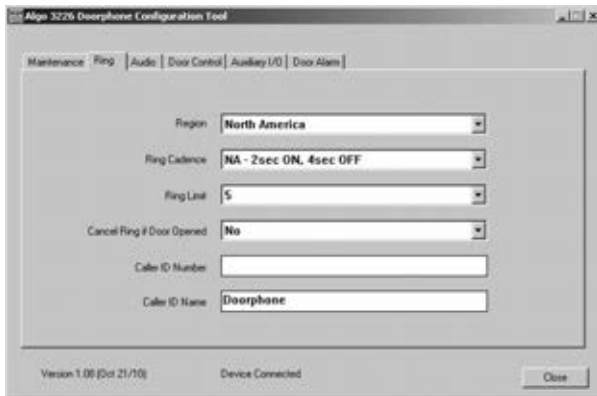 Algo 3226 Doorphone Configuration Tool
Maintenance Ring Audio Door Control Auxiliary I/O Door Alarm
Region North America
Ring Cadence NA - 2sec ON, 4sec OFF
Ring Limit 5
Cancel Ring if Door Opened No
Caller ID Number
Caller ID Name Doorphone
Version 1.08 (Oct 21/10) Device Connected Close